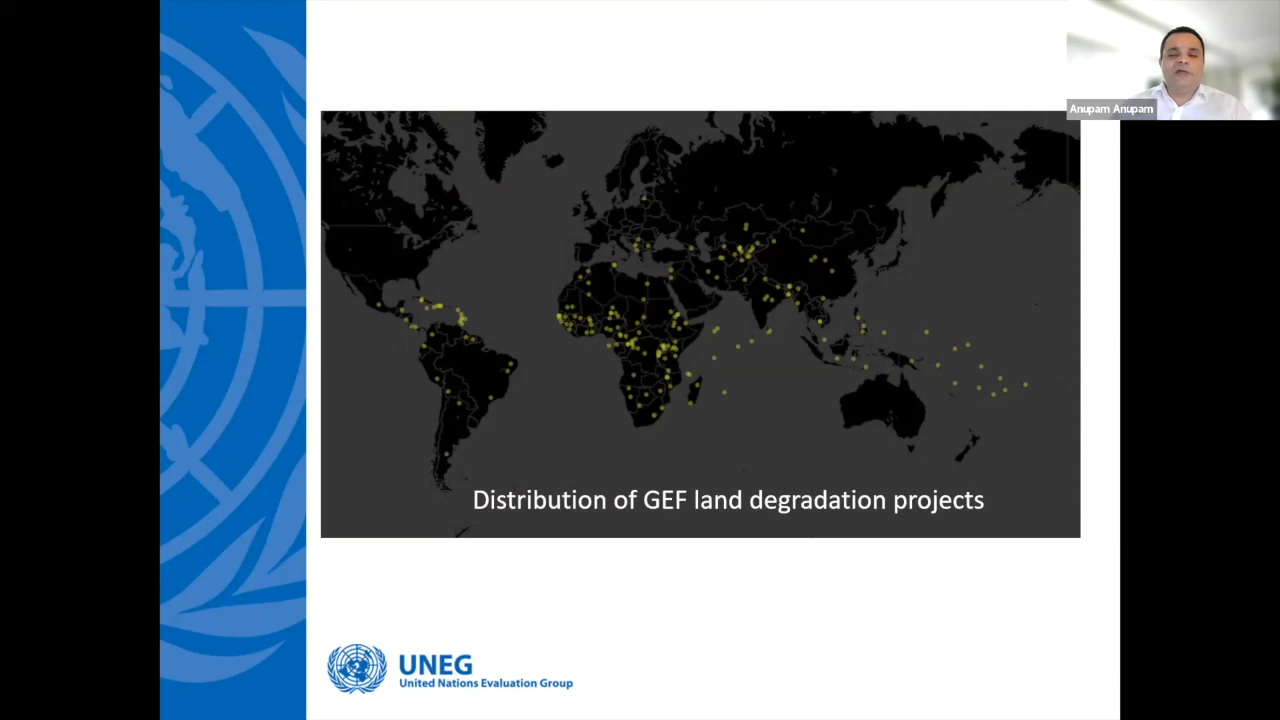 Anupam Anupam
Distribution of GEF land degradation projects
UNEG
United Nations Evaluation Group